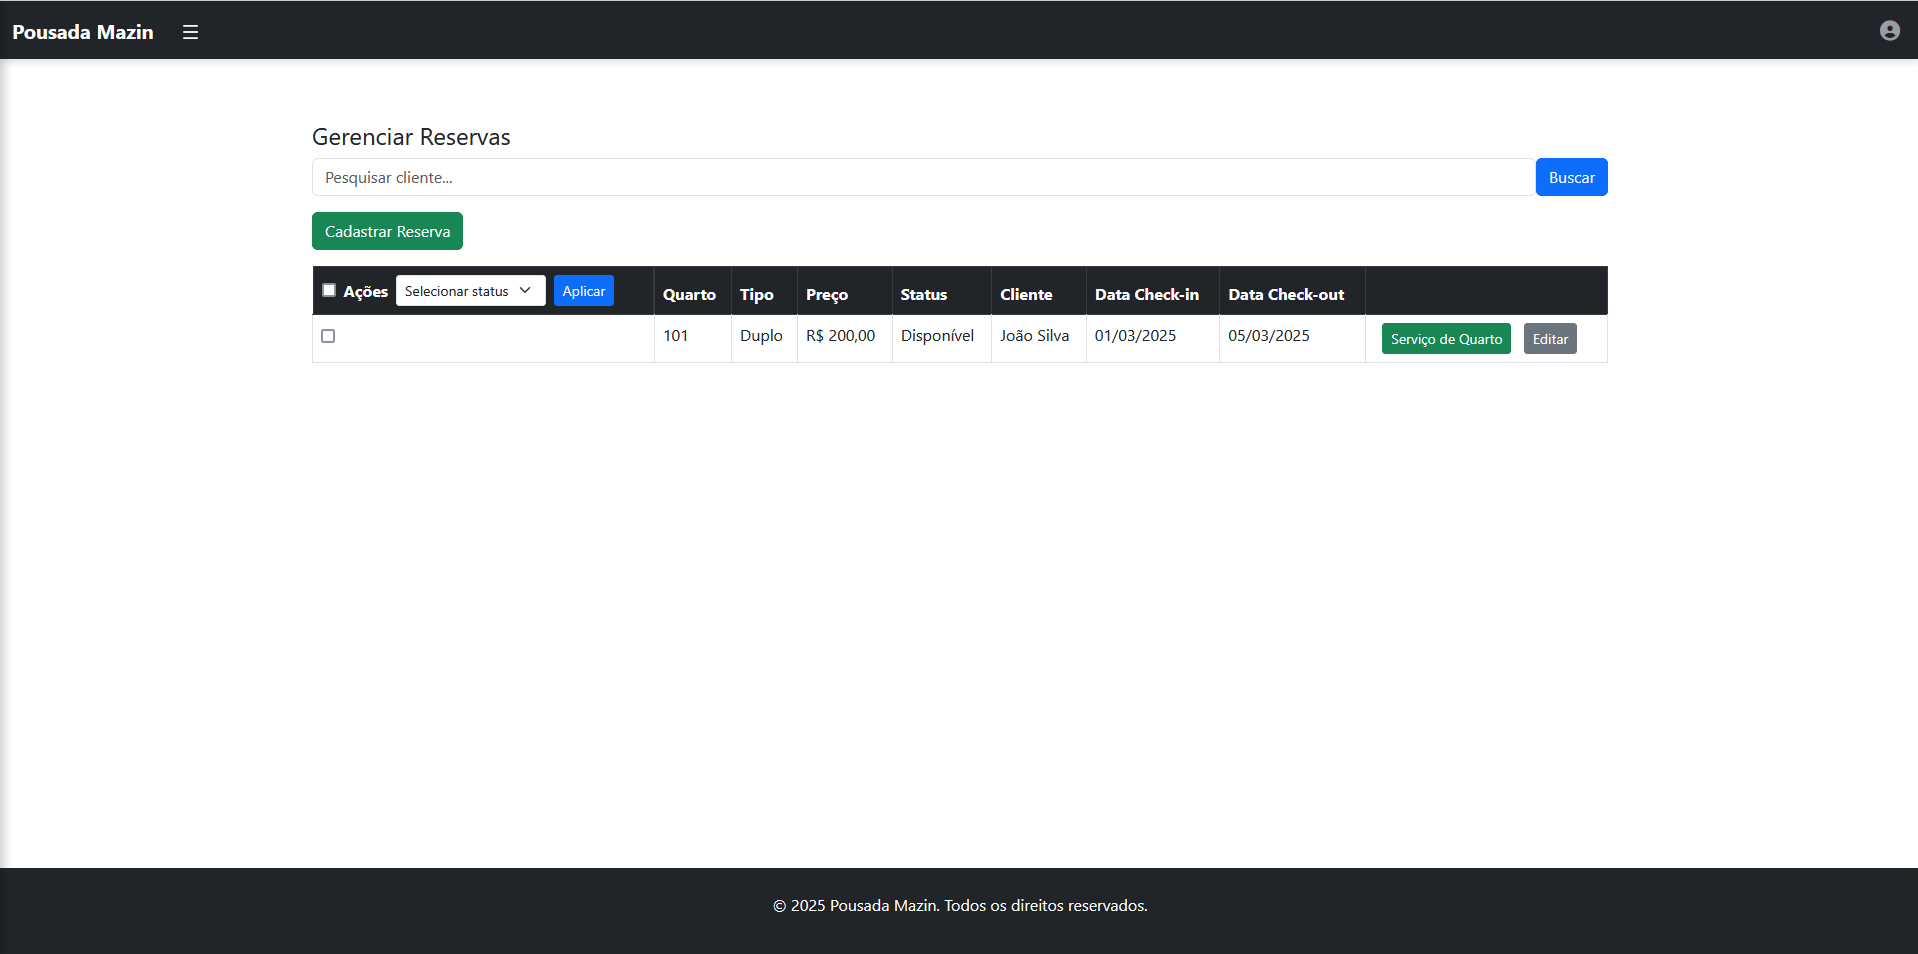 Pousada Mazin
Gerenciar Reservas
Pesquisar cliente...
Buscar
Cadastrar Reserva
Ações Selecionar status Aplicar Quarto Tipo Preço Status Cliente Data Check-in Data Check-out
101 Duplo R$ 200,00 Disponível João Silva 01/03/2025 05/03/2025 Serviço de Quarto Editar
© 2025 Pousada Mazin. Todos os direitos reservados.